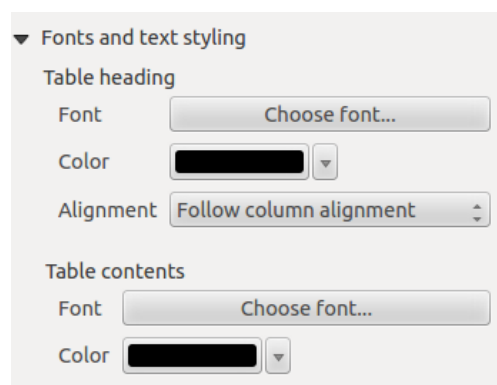 Fonts and text styling
Table heading
Font Choose font...
Color
Alignment Follow column alignment
Table contents
Font Choose font...
Color